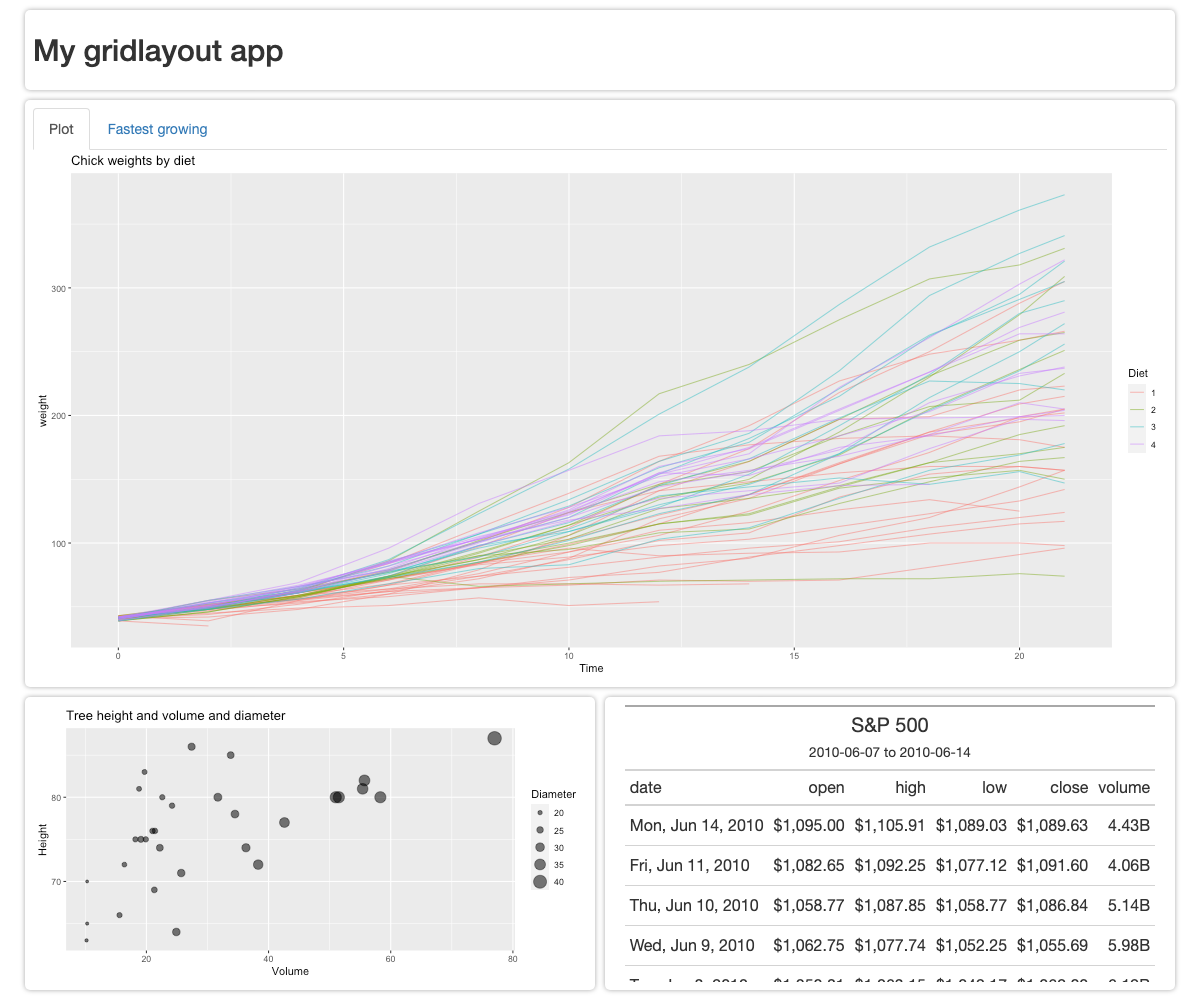 My gridlayout app
Plot
Fastest growing
Chick weights by diet
weight
300
200
100
0
5
10
15
20
Time
Diet
1
2
3
4
Tree height and volume and diameter
Height
80
70
20
40
60
80
Volume
Diameter
20
25
30
35
40
S&P 500
2010-06-07 to 2010-06-14
date open high low close volume
Mon, Jun 14, 2010 $1,095.00 $1,105.91 $1,089.03 $1,089.63 4.43B
Fri, Jun 11, 2010 $1,082.65 $1,092.25 $1,077.12 $1,091.60 4.06B
Thu, Jun 10, 2010 $1,058.77 $1,087.85 $1,058.77 $1,086.84 5.14B
Wed, Jun 9, 2010 $1,062.75 $1,077.74 $1,052.25 $1,055.69 5.98B